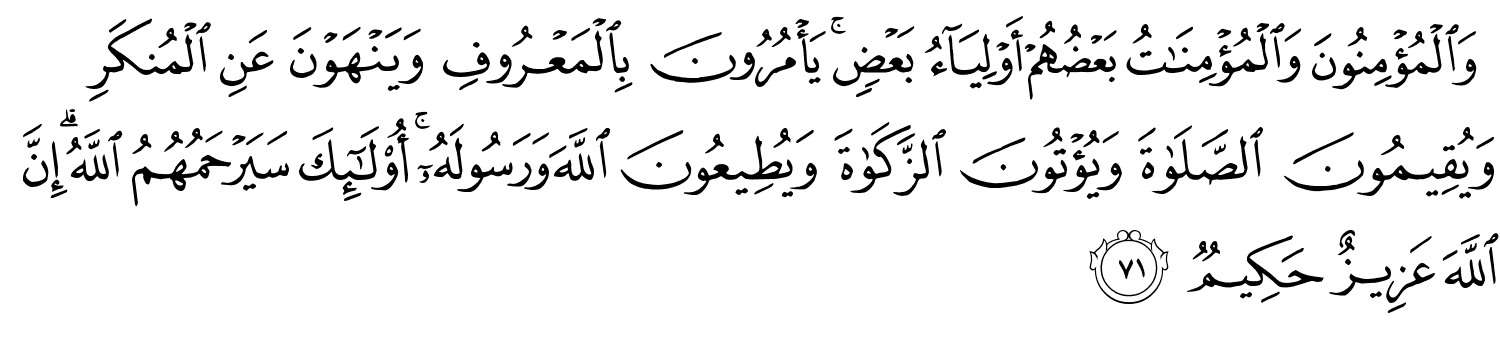 وَٱلْمُؤْمِنُونَ وَٱلْمُؤْمِنَـٰتُ بَعْضُهُمْ أَوْلِيَآءُ بَعْضٍ ۚ يَأْمُرُونَ بِٱلْمَعْرُوفِ وَيَنْهَوْنَ عَنِ ٱلْمُنكَرِ
وَيُقِيمُونَ ٱلصَّلَوٰةَ وَيُؤْتُونَ ٱلزَّكَوٰةَ وَيُطِيعُونَ ٱللَّهَ وَرَسُولَهُۥٓ ۚ أُو۟لَـٰٓئِكَ سَيَرْحَمُهُمُ ٱللَّهُ ۗ إِنَّ
ٱللَّهَ عَزِيزٌ حَكِيمٌ ٧١